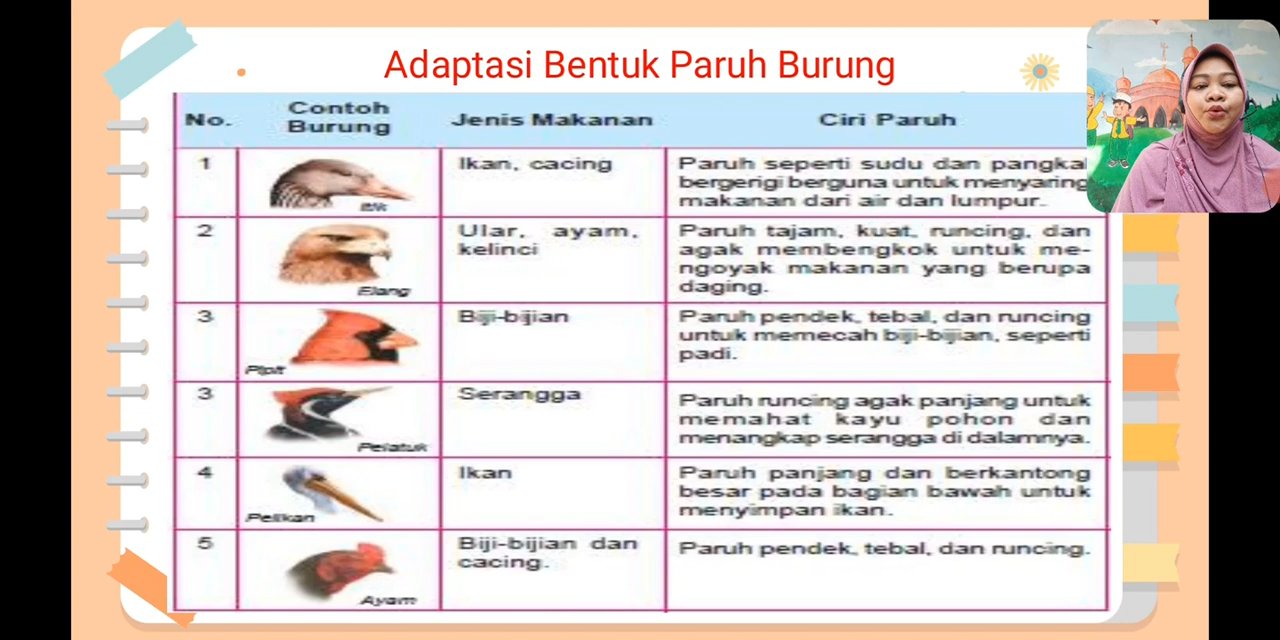 Adaptasi Bentuk Paruh Burung
No.
Contoh
Burung
Jenis Makanan
Ciri Paruh
1
Itik
Ikan, cacing
Paruh seperti sudu dan pangkal
bergerigi berguna untuk menyaring
makanan dari air dan lumpur.
2
Elang
Ular, ayam,
kelinci
Paruh tajam, kuat, runcing, dan
agak membengkok untuk me-
ngoyak makanan yang berupa
daging.
3
Pipit
Biji-bijian
Paruh pendek, tebal, dan runcing
untuk memecah biji-bijian, seperti
padi.
3
Pelatuk
Serangga
Paruh runcing agak panjang untuk
memahat kayu pohon dan
menangkap serangga di dalamnya.
4
Pelikan
Ikan
Paruh panjang dan berkantong
besar pada bagian bawah untuk
menyimpan ikan.
5
Ayam
Biji-bijian dan
cacing.
Paruh pendek, tebal, dan runcing.